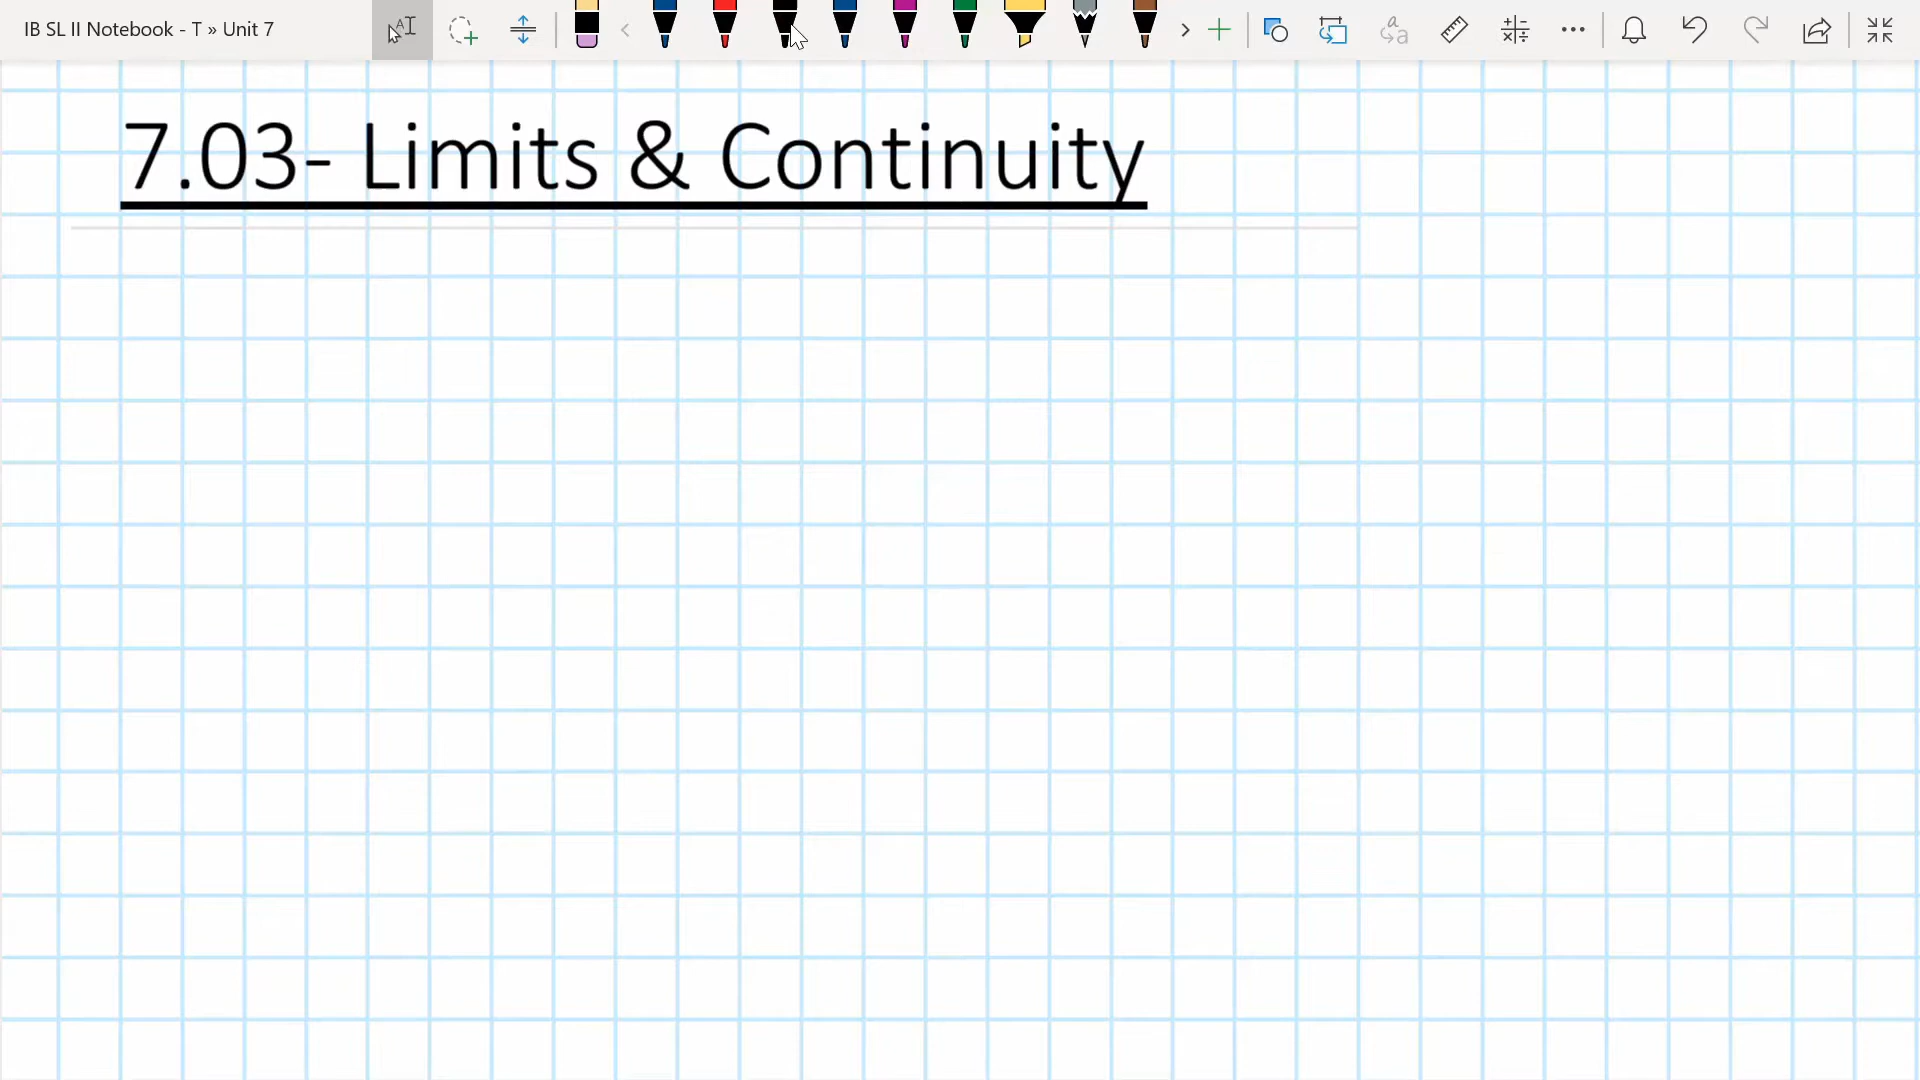 IB SL II Notebook - T » Unit 7
7.03- Limits & Continuity